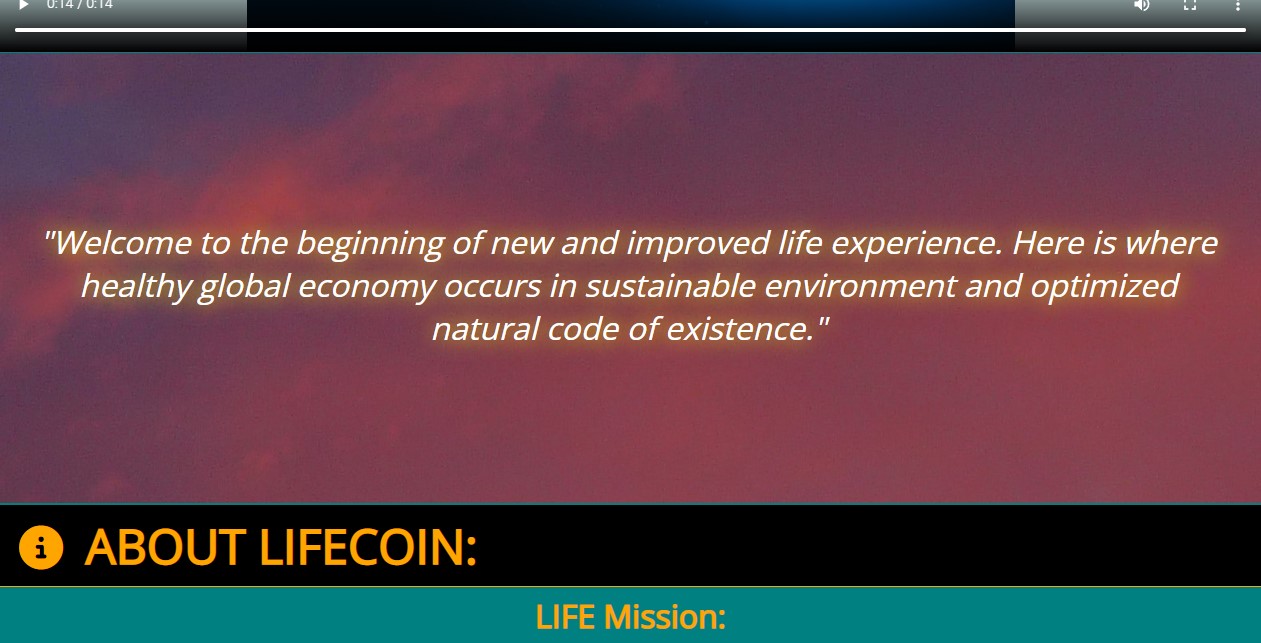 0:14 / 0:14
"Welcome to the beginning of new and improved life experience. Here is where
healthy global economy occurs in sustainable environment and optimized
natural code of existence."
ABOUT LIFECOIN:
LIFE Mission: